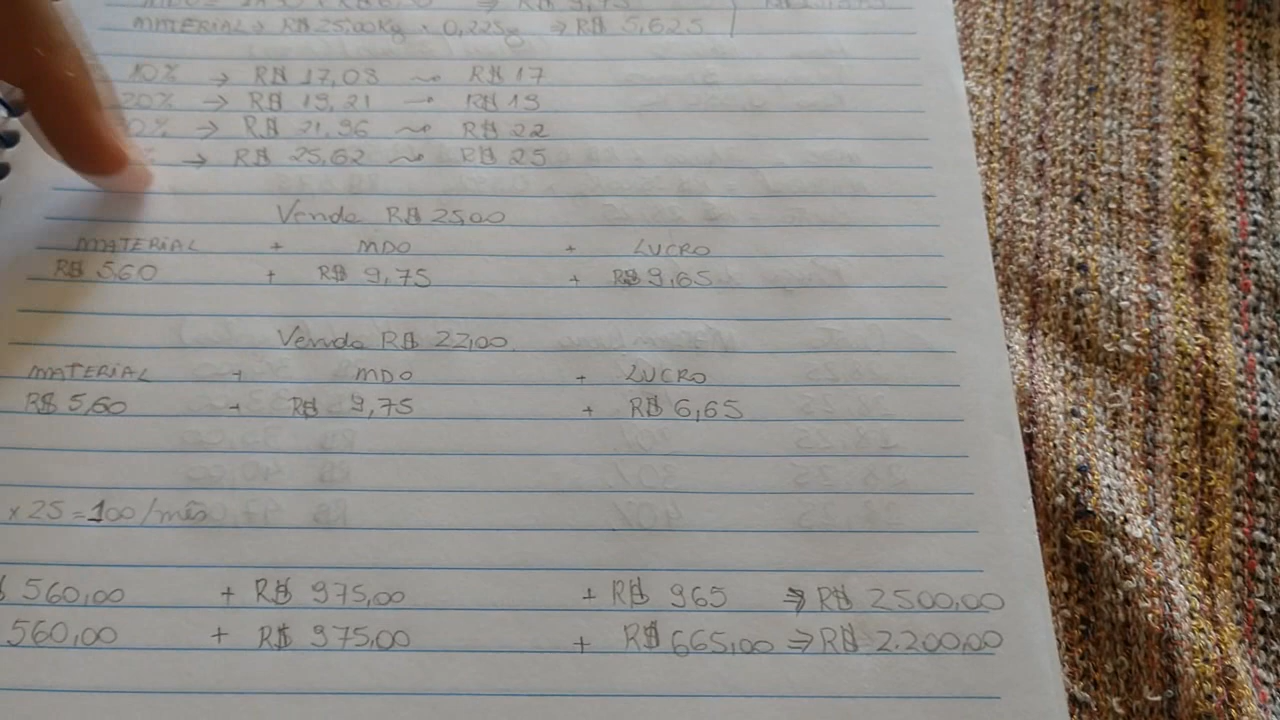 MATERIAL → R$ 25,00Kg × 0,225g ⇒ R$ 5,625
10% → R$ 17,08 ~ R$ 17
20% → R$ 19,21 — R$ 19
0% → R$ 21,96 ~ R$ 22
→ R$ 25,62 ~ R$ 25
Venda R$ 25,00
MATERIAL + MDO + LUCRO
R$ 5,60 + R$ 9,75 + R$ 9,65
Venda R$ 22,00
MATERIAL + MDO + LUCRO
R$ 5,60 + R$ 9,75 + R$ 6,65
× 25 = 100/mês
$ 560,00 + R$ 975,00 + R$ 965 ⇒ R$ 2500,00
560,00 + R$ 975,00 + R$ 665,00 ⇒ R$ 2.200,00